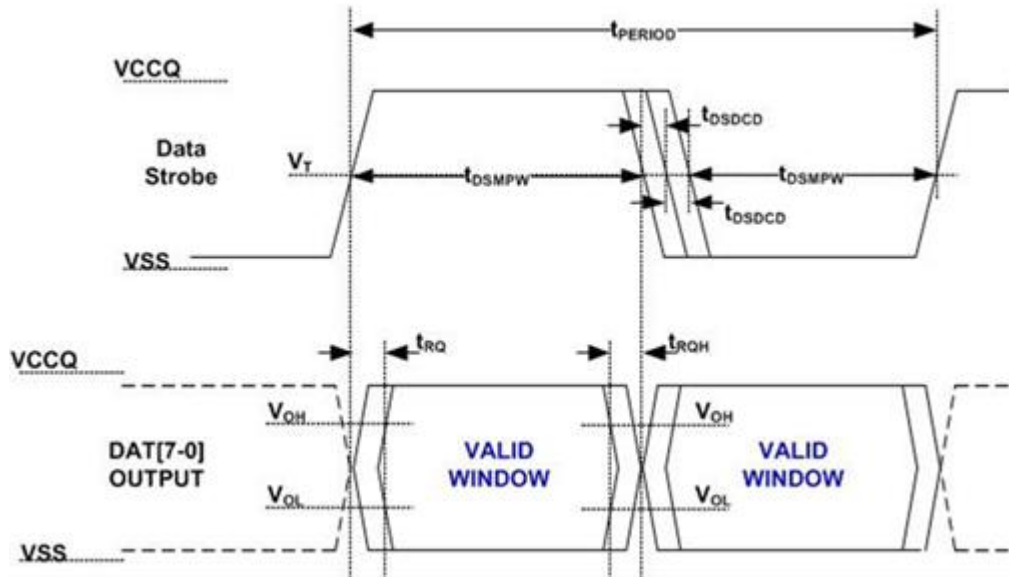 tPERIOD
VCCQ
tDSDCD
Data
Strobe
VT
tDSMPW
tDSMPW
tDSDCD
VSS
tRQ
tRQH
VCCQ
VOH
VOH
DAT[7-0]
OUTPUT
VALID
WINDOW
VALID
WINDOW
VOL
VOL
VSS